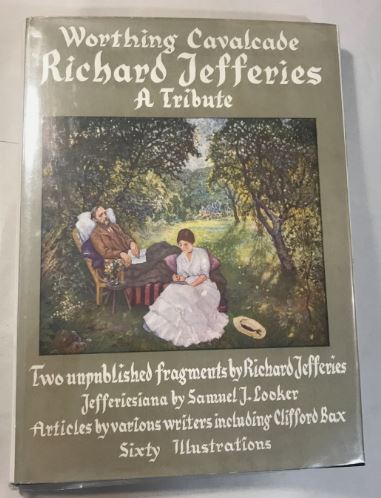 Worthing Cavalcade
Richard Jefferies
A Tribute
Two unpublished fragments by Richard Jefferies
Jefferiesiana by Samuel J. Looker
Articles by various writers including Clifford Bax
Sixty Illustrations